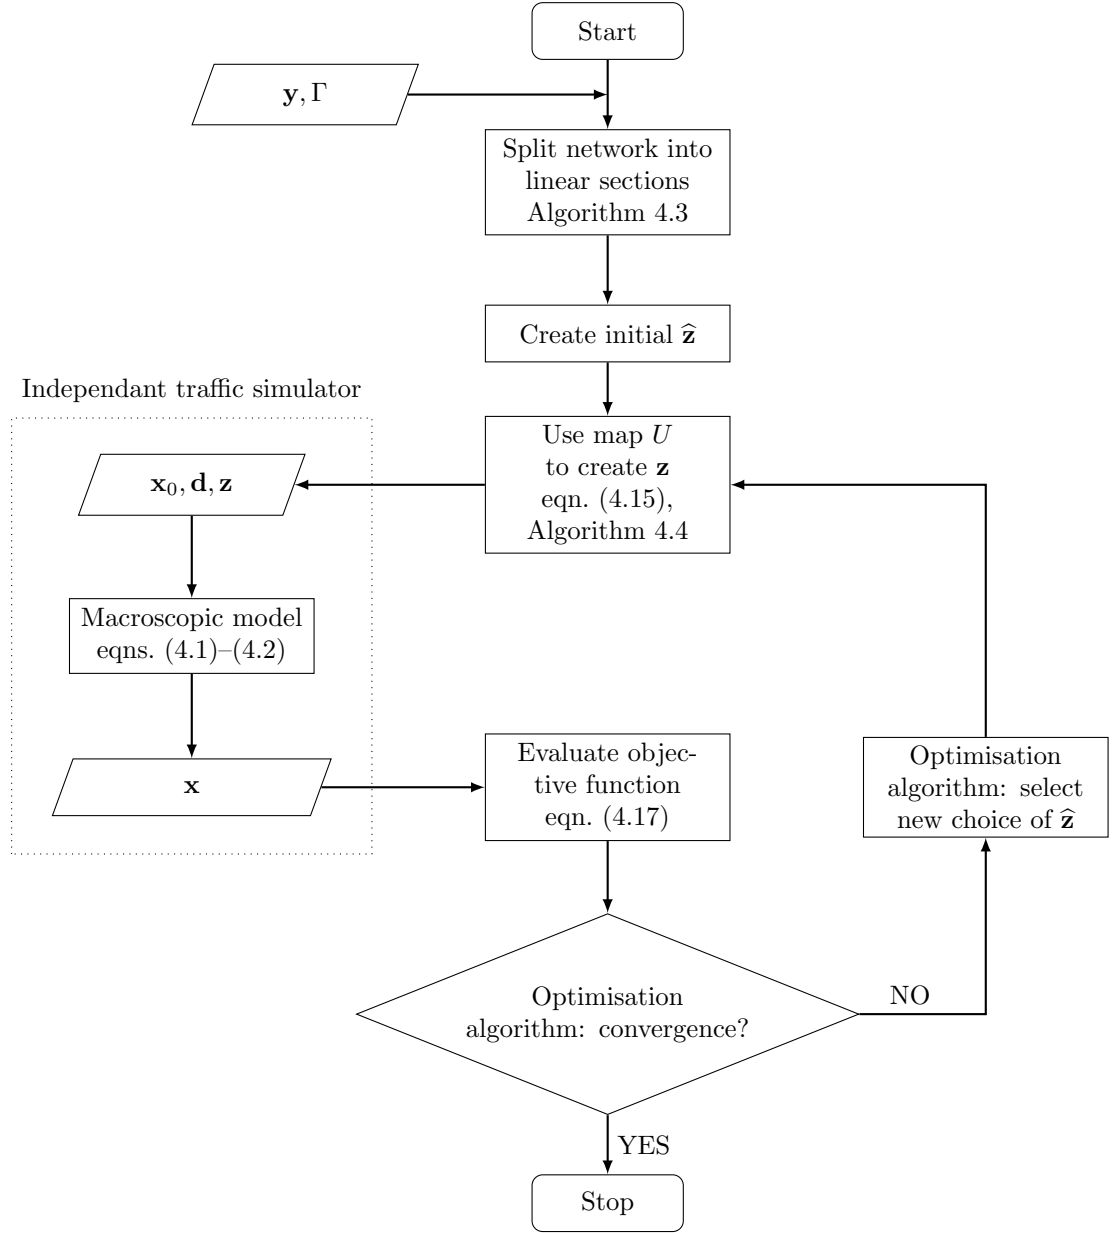 Start
𝐲, Γ
Split network into
linear sections
Algorithm 4.3
Create initial 𝐳̂
Independant traffic simulator
Use map U
to create 𝐳
eqn. (4.15),
Algorithm 4.4
𝐱₀, 𝐝, 𝐳
Macroscopic model
eqns. (4.1)–(4.2)
𝐱
Evaluate objec-
tive function
eqn. (4.17)
Optimisation
algorithm: select
new choice of 𝐳̂
Optimisation
algorithm: convergence?
NO
YES
Stop